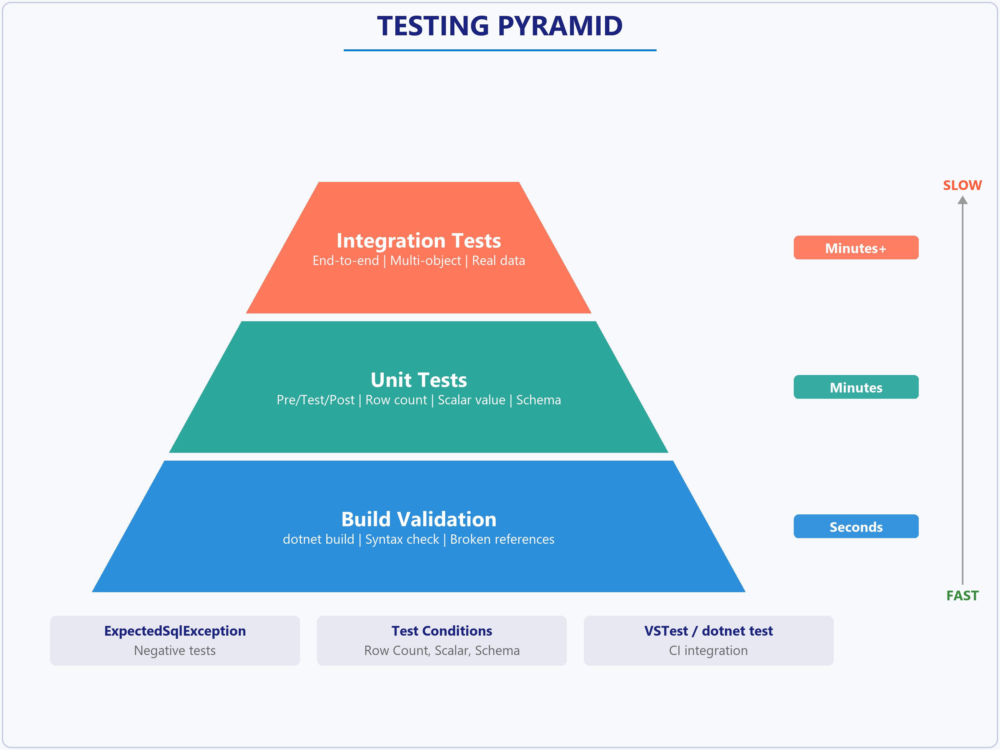 TESTING PYRAMID
SLOW
Integration Tests
End-to-end | Multi-object | Real data
Minutes+
Unit Tests
Pre/Test/Post | Row count | Scalar value | Schema
Minutes
Build Validation
dotnet build | Syntax check | Broken references
Seconds
FAST
ExpectedSqlException
Negative tests
Test Conditions
Row Count, Scalar, Schema
VSTest / dotnet test
CI integration